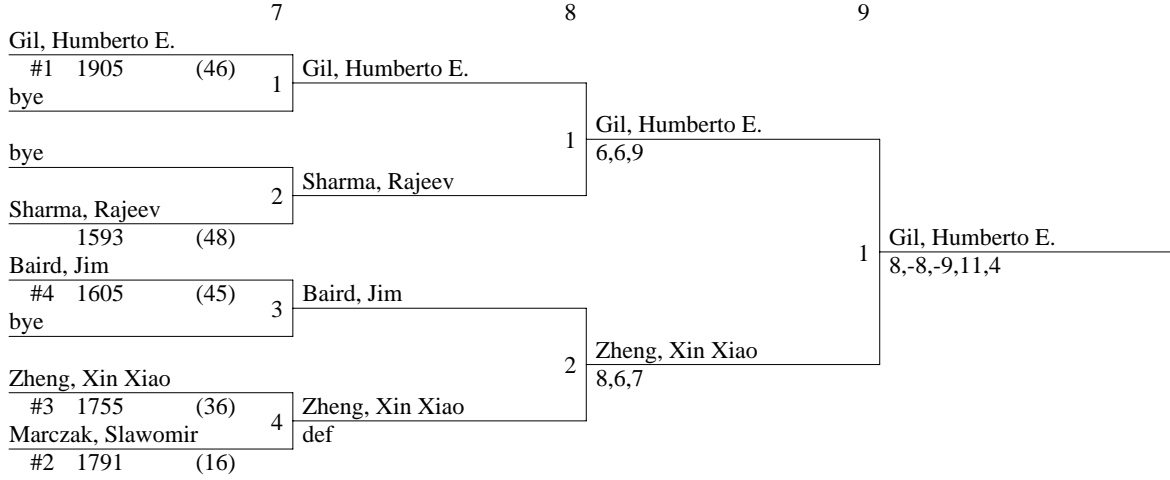 7 8 9
Gil, Humberto E.
#1 1905 (46)
1 Gil, Humberto E.
bye
1 Gil, Humberto E.
6,6,9
bye
2 Sharma, Rajeev
Sharma, Rajeev
1593 (48)
1 Gil, Humberto E.
8,-8,-9,11,4
Baird, Jim
#4 1605 (45)
3 Baird, Jim
bye
2 Zheng, Xin Xiao
8,6,7
Zheng, Xin Xiao
#3 1755 (36)
4 Zheng, Xin Xiao
def
Marczak, Slawomir
#2 1791 (16)